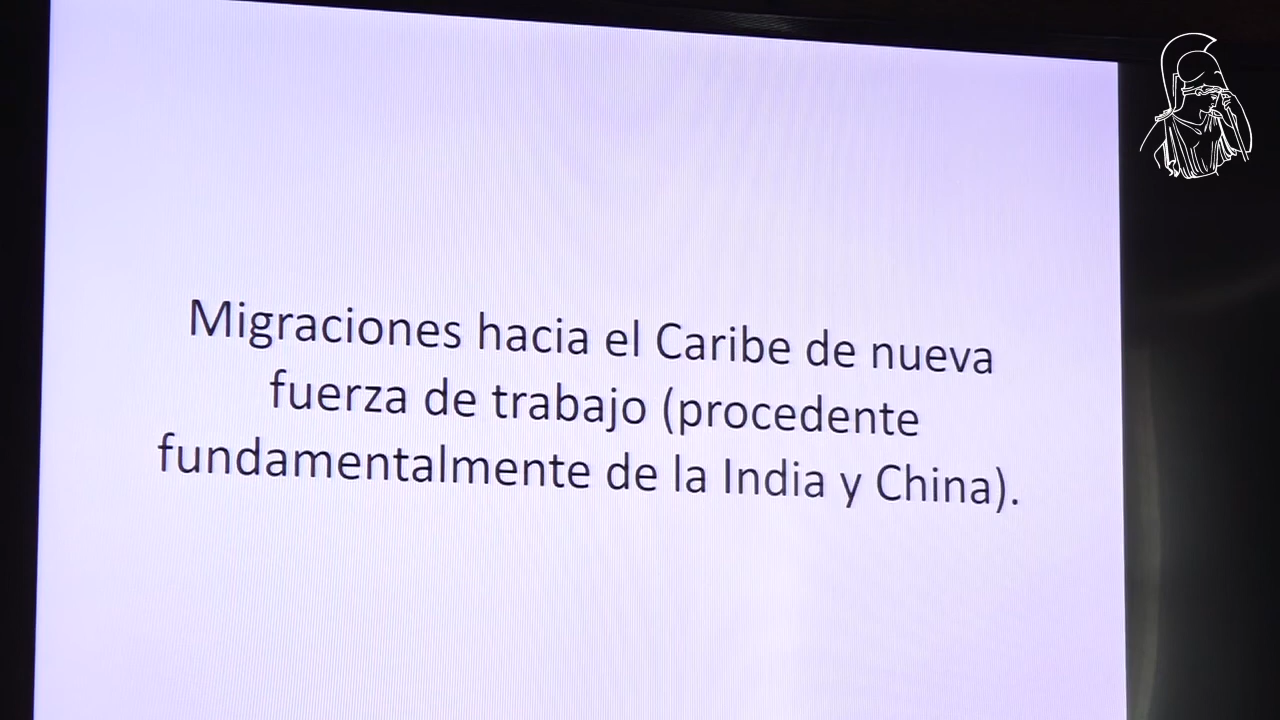 Migraciones hacia el Caribe de nueva
fuerza de trabajo (procedente
fundamentalmente de la India y China).